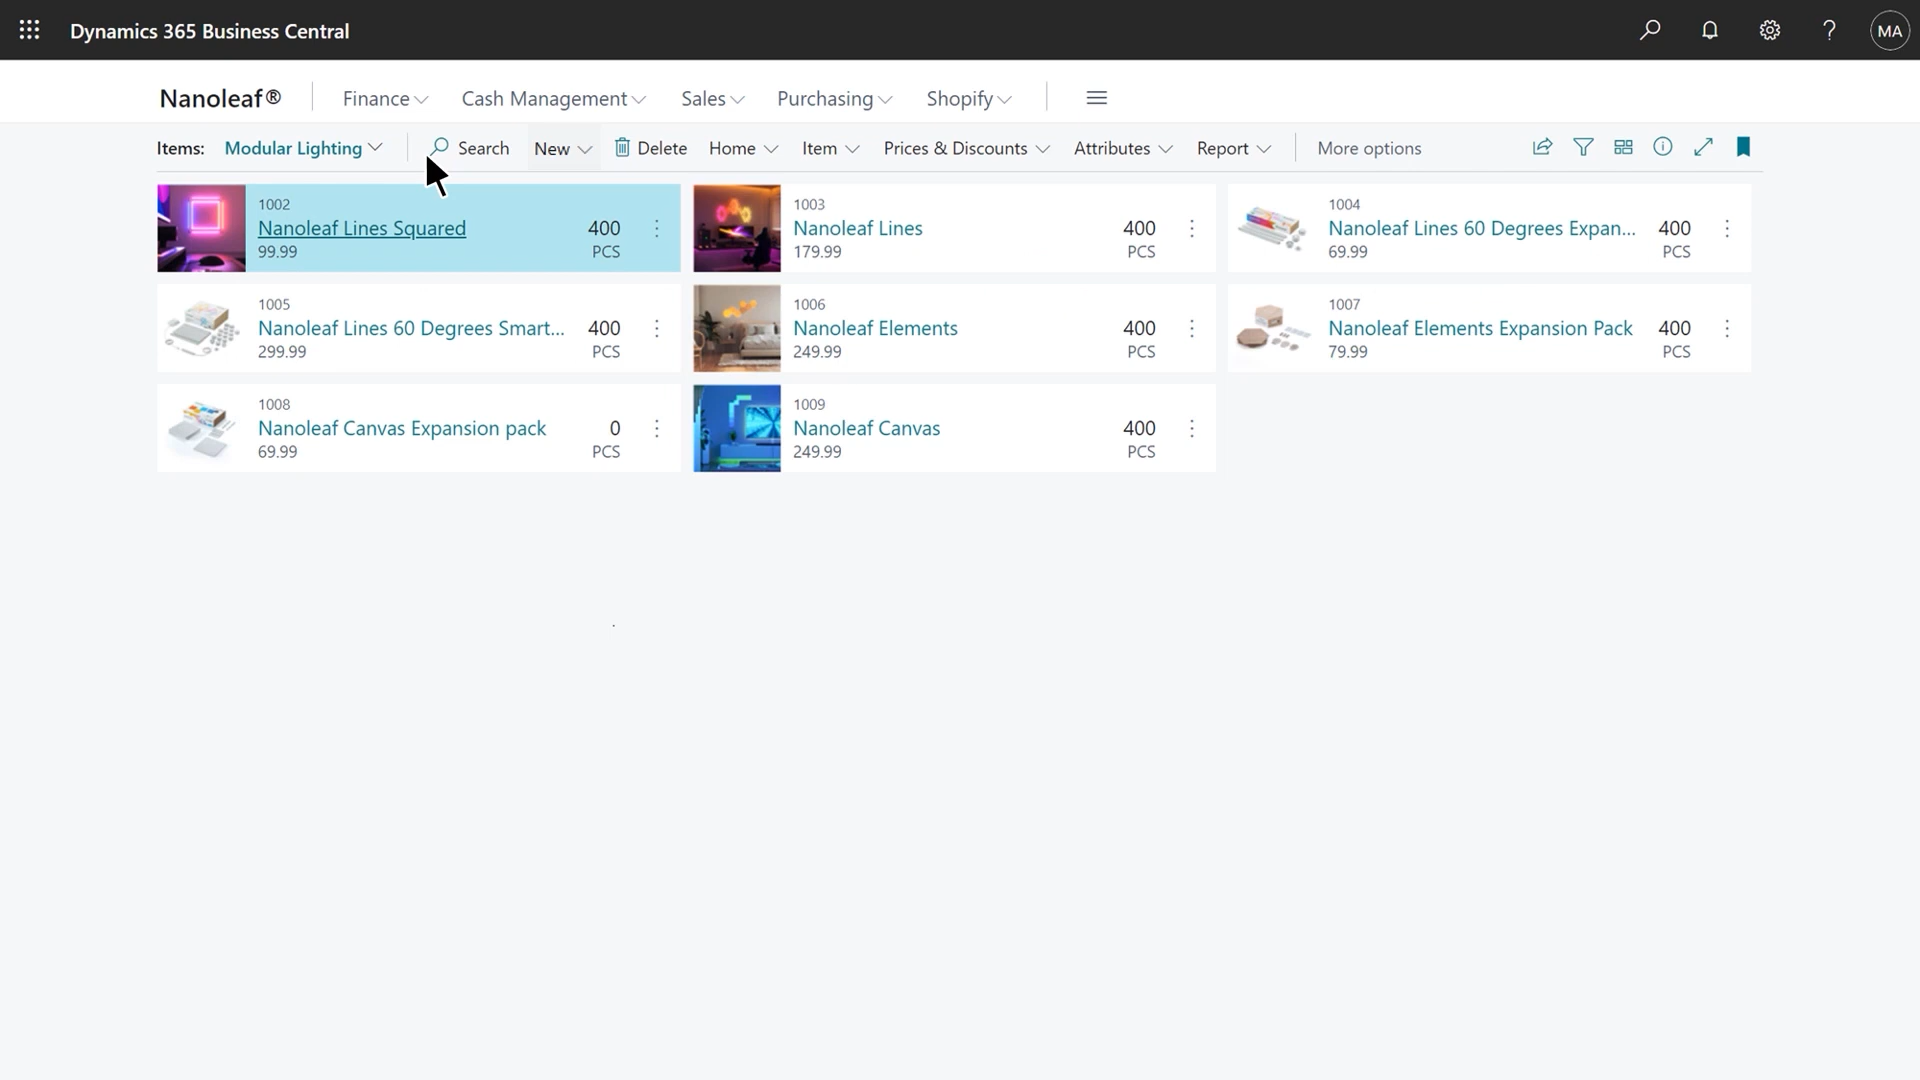 Dynamics 365 Business Central
?
MA
Nanoleaf®
Finance
Cash Management
Sales
Purchasing
Shopify
Items:
Modular Lighting
Search
New
Delete
Home
Item
Prices & Discounts
Attributes
Report
More options
1002
Nanoleaf Lines Squared
99.99
400
PCS
1003
Nanoleaf Lines
179.99
400
PCS
1004
Nanoleaf Lines 60 Degrees Expan...
69.99
400
PCS
1005
Nanoleaf Lines 60 Degrees Smart...
299.99
400
PCS
1006
Nanoleaf Elements
249.99
400
PCS
1007
Nanoleaf Elements Expansion Pack
79.99
400
PCS
1008
Nanoleaf Canvas Expansion pack
69.99
0
PCS
1009
Nanoleaf Canvas
249.99
400
PCS